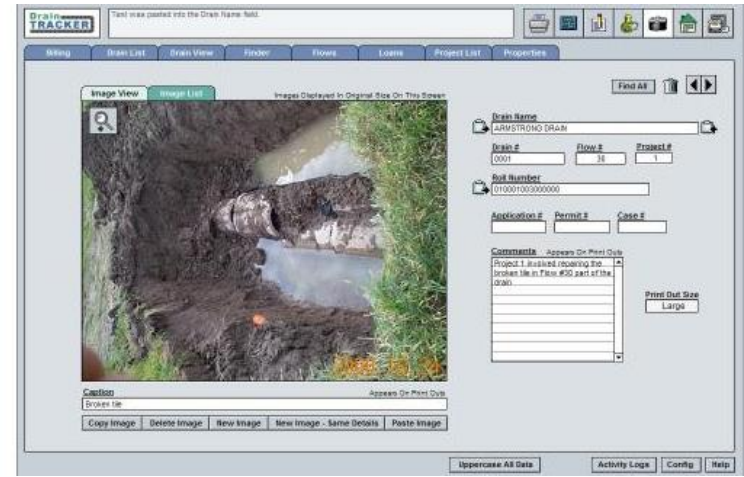 Drain
TRACKER
Text was pasted into the Drain Name field.
Billing
Drain List
Drain View
Finder
Flows
Loans
Project List
Properties
Image View
Image List
Images Displayed In Original Size On This Screen
Find All
Drain Name
ARMSTRONG DRAIN
Drain #
Flow #
Project #
0001
30
1
Roll Number
010001003000000
Application #
Permit #
Case #
Comments
Appears On Print Outs
Project 1 involved repairing the
broken tile in Flow #30 part of the
drain
Print Out Size
Large
Caption
Appears On Print Outs
Broken tile
Copy Image
Delete Image
New Image
New Image - Same Details
Paste Image
Uppercase All Data
Activity Logs
Config
Help